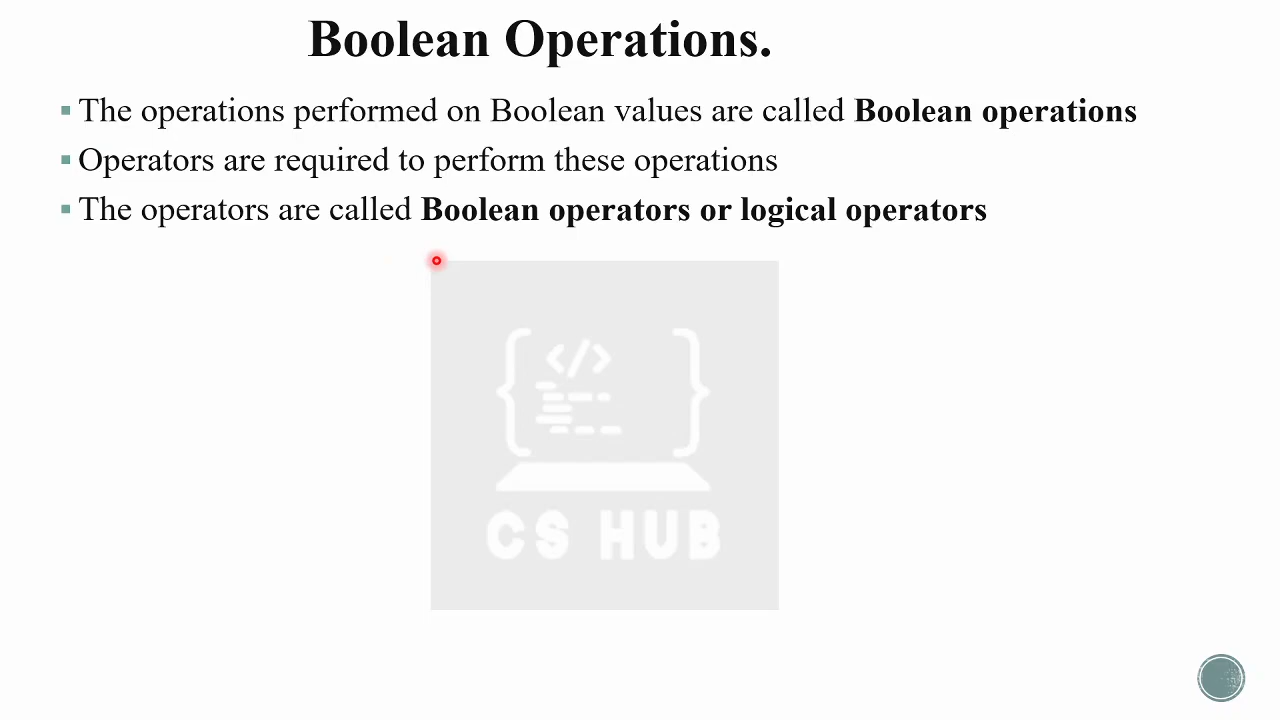 Boolean Operations.
The operations performed on Boolean values are called Boolean operations
Operators are required to perform these operations
The operators are called Boolean operators or logical operators
</>
CS HUB